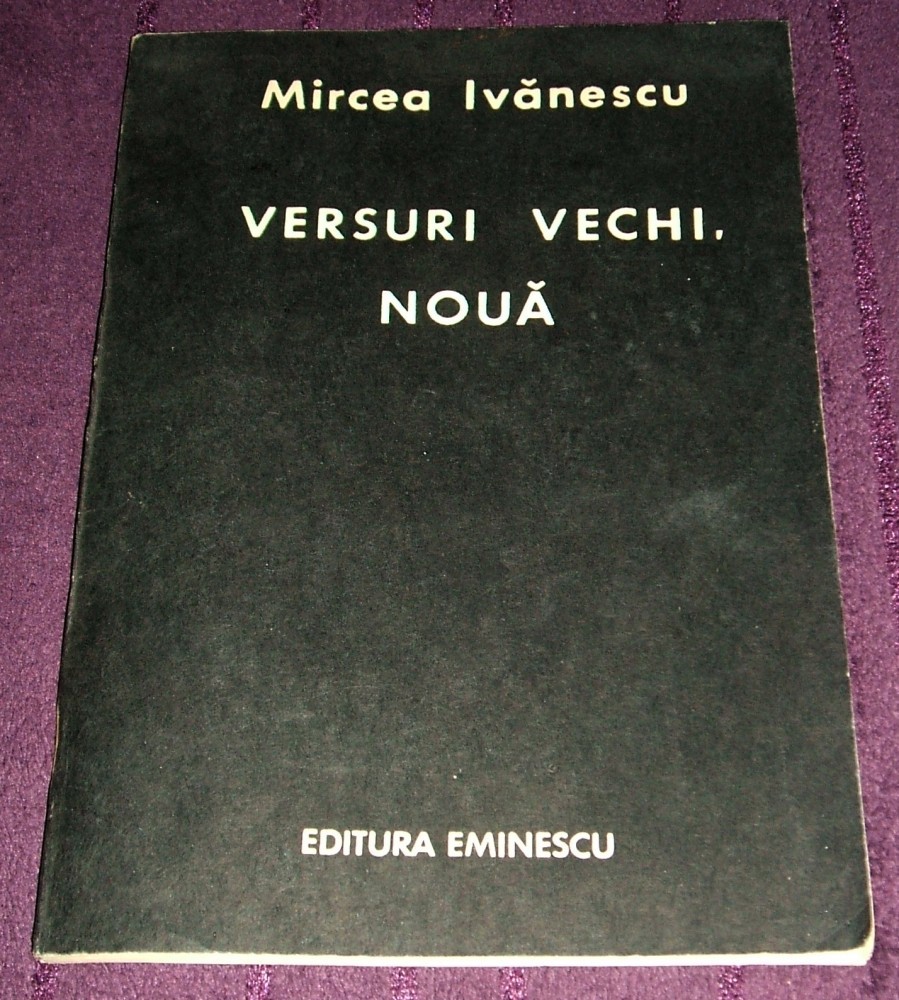 Mircea Ivănescu
VERSURI VECHI,
NOUĂ
EDITURA EMINESCU